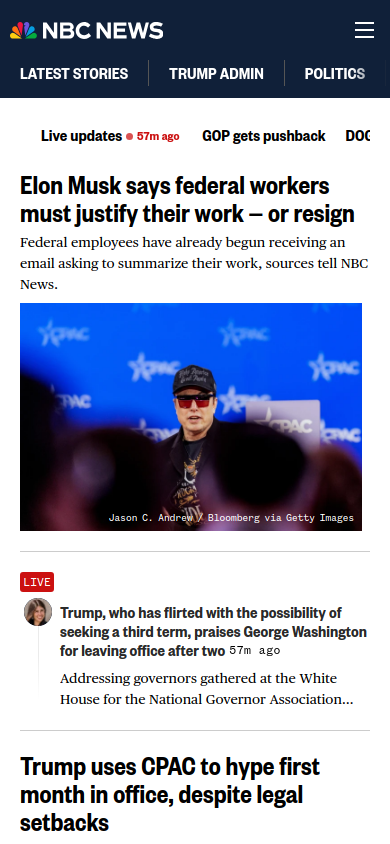 NBC NEWS
LATEST STORIES
TRUMP ADMIN
POLITICS
Live updates
57m ago
GOP gets pushback
Elon Musk says federal workers
must justify their work – or resign
Federal employees have already begun receiving an
email asking to summarize their work, sources tell NBC
News.
CPAC
CPAC
CPAC
CPAC
CPAC
Jason C. Andrew / Bloomberg via Getty Images
LIVE
Trump, who has flirted with the possibility of
seeking a third term, praises George Washington
for leaving office after two 57m ago
Addressing governors gathered at the White
House for the National Governor Association...
Trump uses CPAC to hype first
month in office, despite legal
setbacks